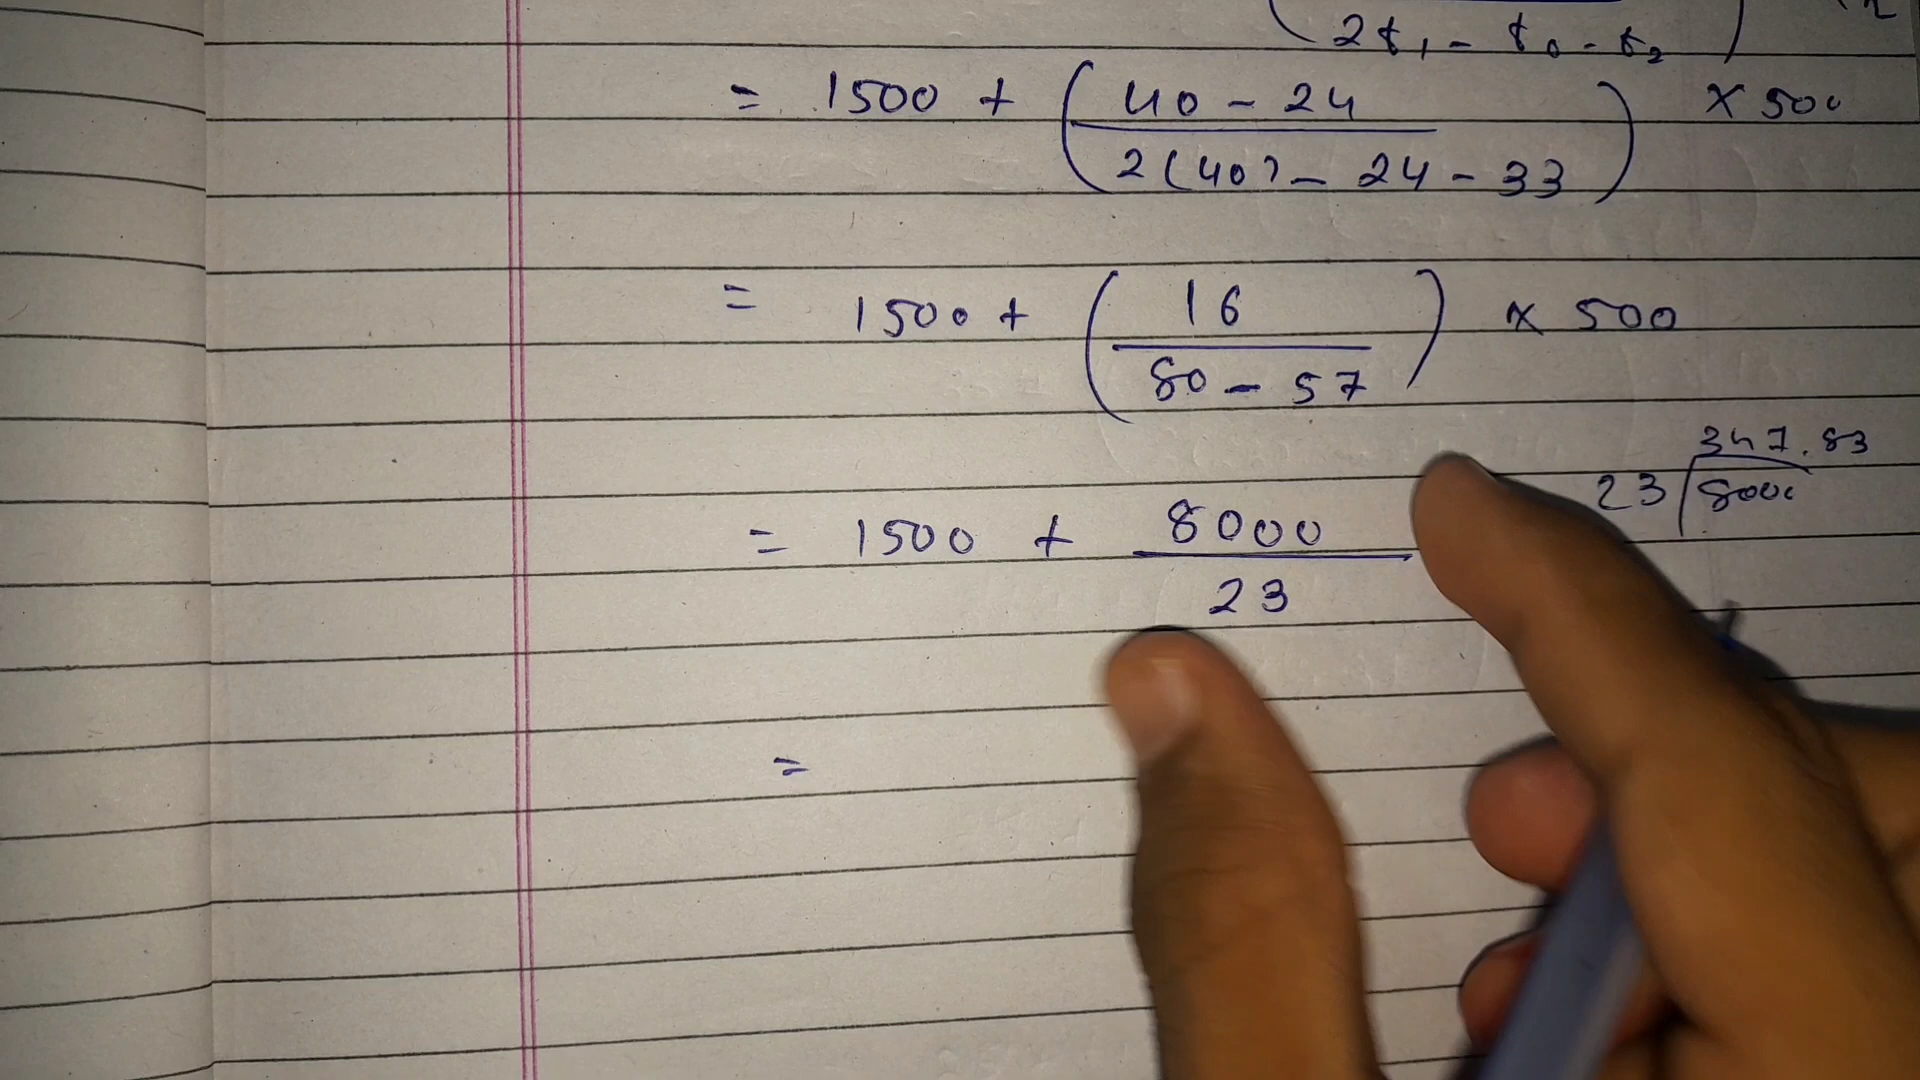 2f₁ - f₀ - f₂
= 1500 + (40 - 24 / 2(40) - 24 - 33) × 500
= 1500 + (16 / 80 - 57) × 500
347.83
23 8000
= 1500 + 8000 / 23
=